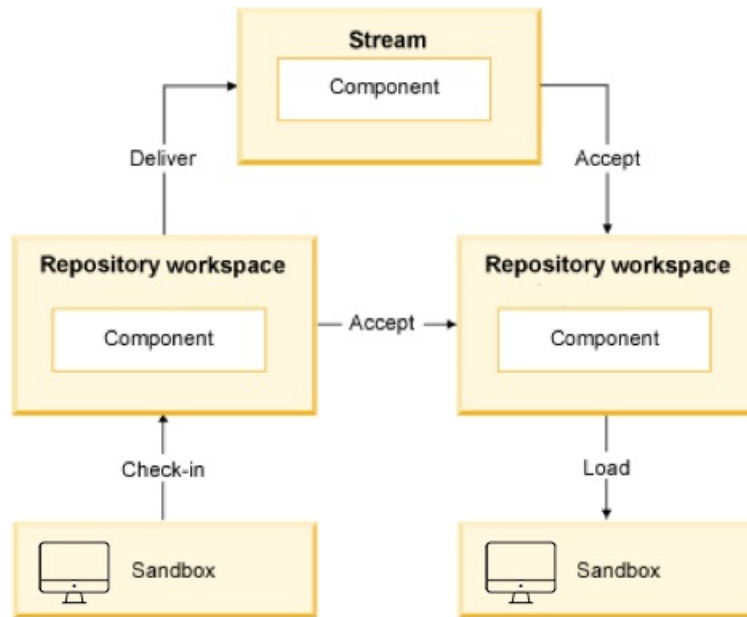 Stream
Component
Deliver
Accept
Repository workspace
Repository workspace
Component
Accept
Component
Check-in
Load
Sandbox
Sandbox